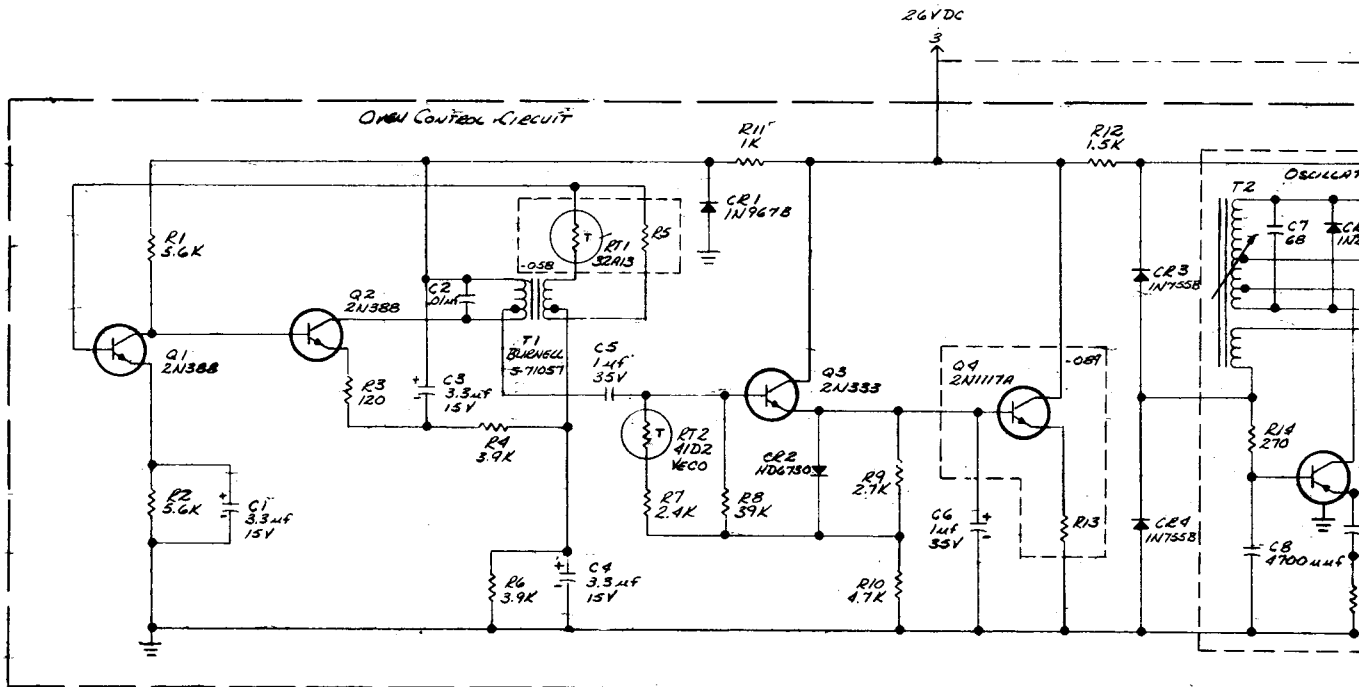 26VDC
3
OVEN CONTROL CIRCUIT
R11
1K
R12
1.5K
OSCILLAT
T2
R1
5.6K
RT1
32A13
R5
CR1
1N967B
C7
68
CR
1N2
-058
T
C2
.01uf
CR3
1N755B
Q2
2N388
Q1
2N388
T1
BURNELL
S-71057
C5
1uf
35V
Q3
2N333
Q4
2N1117A
-089
R3
120
+
-
C3
3.3uf
15V
R4
3.9K
T
RT2
41D2
VECO
CR2
HD6730
R9
2.7K
R14
270
R2
5.6K
+
-
C1
3.3uf
15V
R7
2.4K
R8
39K
C6
1uf
35V
+
-
R13
CR4
1N755B
C8
4700uuf
R6
3.9K
+
-
C4
3.3uf
15V
R10
4.7K